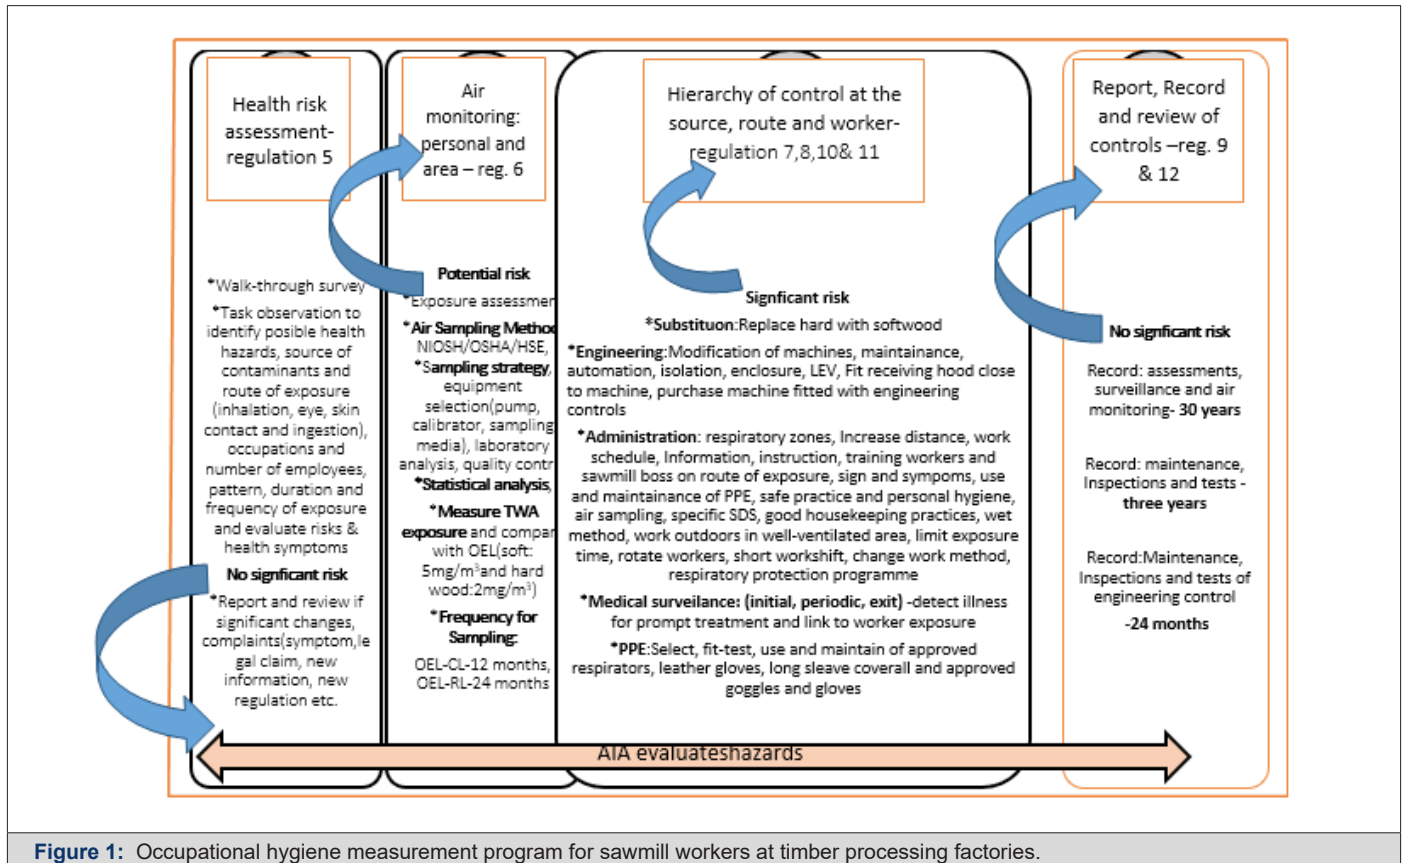 Health risk
assessment-
regulation 5
*Walk-through survey
*Task observation to
identify posible health
hazards, source of
contaminants and
route of exposure
(inhalation, eye, skin
contact and ingestion),
occupations and
number of employees,
pattern, duration and
frequency of exposure
and evaluate risks &
health symptoms
No signficant risk
*Report and review if
significant changes,
complaints(symptom,le
gal claim, new
information, new
regulation etc.
Air
monitoring:
personal and
area – reg. 6
Potential risk
*Exposure assessmen
*Air Sampling Metho
NIOSH/OSHA/HSE,
*Sampling strategy,
equipment
selection(pump,
calibrator, sampling
media), laboratory
analysis, quality contr
*Statistical analysis,
*Measure TWA
exposure and compar
with OEL(soft:
5mg/m³and hard
wood:2mg/m³)
*Frequency for
Sampling:
OEL-CL-12 months,
OEL-RL-24 months
Hierarchy of control at the
source, route and worker-
regulation 7,8,10& 11
Signficant risk
*Substituon:Replace hard with softwood
*Engineering:Modification of machines, maintainance,
automation, isolation, enclosure, LEV, Fit receiving hood close
to machine, purchase machine fitted with engineering
controls
*Administration: respiratory zones, Increase distance, work
schedule, Information, instruction, training workers and
sawmill boss on route of exposure, sign and sympoms, use
and maintainance of PPE, safe practice and personal hygiene,
air sampling, specific SDS, good housekeeping practices, wet
method, work outdoors in well-ventilated area, limit exposure
time, rotate workers, short workshift, change work method,
respiratory protection programme
*Medical surveilance: (initial, periodic, exit) -detect illness
for prompt treatment and link to worker exposure
*PPE:Select, fit-test, use and maintain of approved
respirators, leather gloves, long sleave coverall and approved
goggles and gloves
Report, Record
and review of
controls –reg. 9
& 12
No signficant risk
Record: assessments,
surveillance and air
monitoring- 30 years
Record: maintenance,
Inspections and tests -
three years
Record:Maintenance,
Inspections and tests of
engineering control
-24 months
AIA evaluateshazards
Figure 1: Occupational hygiene measurement program for sawmill workers at timber processing factories.